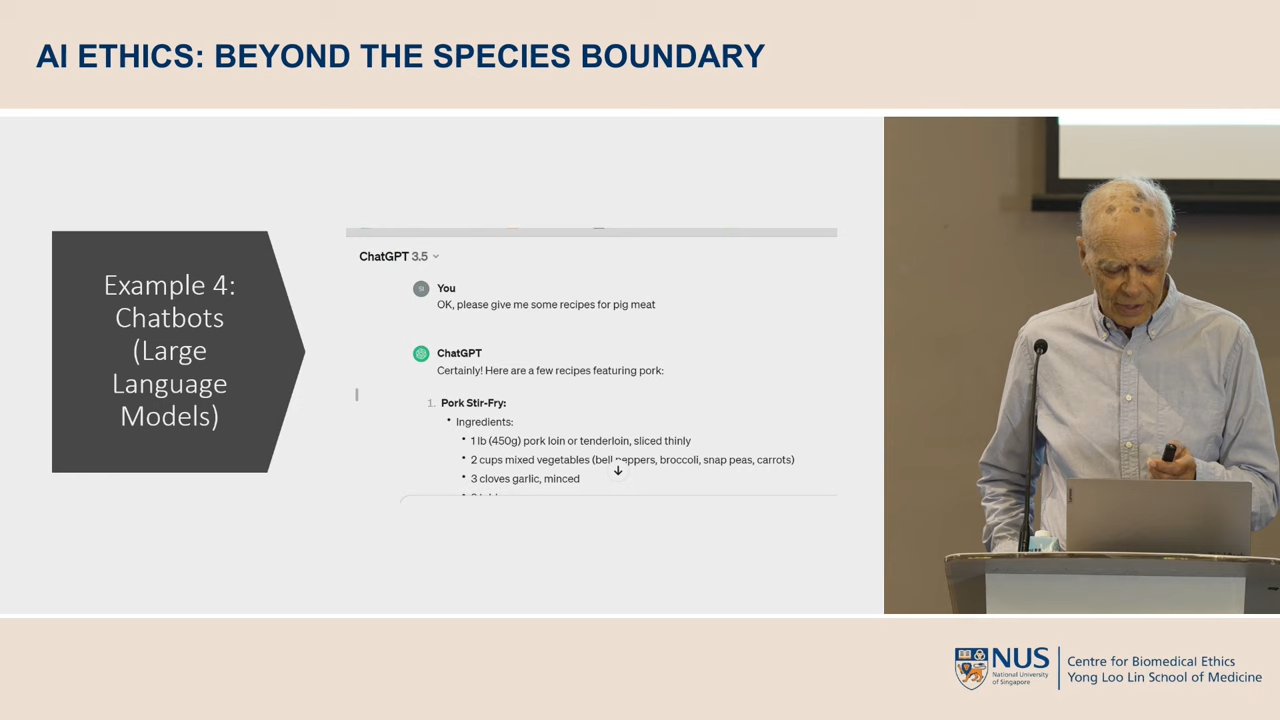 AI ETHICS: BEYOND THE SPECIES BOUNDARY
Example 4:
Chatbots
(Large
Language
Models)
ChatGPT 3.5
SI
You
OK, please give me some recipes for pig meat
ChatGPT
Certainly! Here are a few recipes featuring pork:
1. Pork Stir-Fry:
• Ingredients:
• 1 lb (450g) pork loin or tenderloin, sliced thinly
• 2 cups mixed vegetables (bell peppers, broccoli, snap peas, carrots)
• 3 cloves garlic, minced
NUS
National University
of Singapore
Centre for Biomedical Ethics
Yong Loo Lin School of Medicine